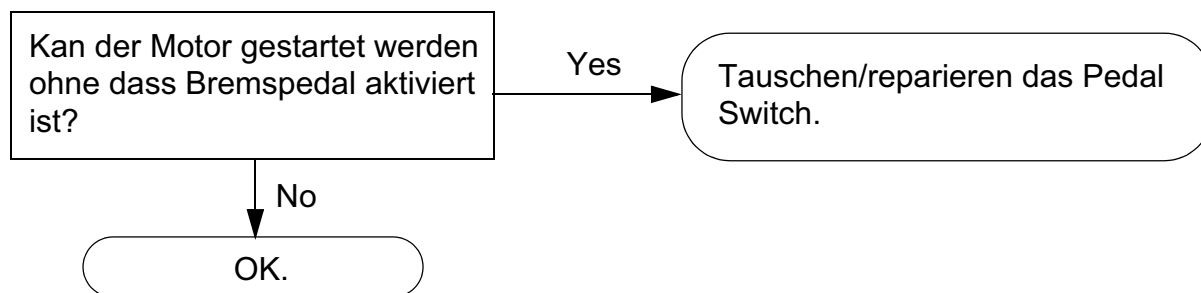 Kan der Motor gestartet werden
ohne dass Bremspedal aktiviert
ist?
Yes
Tauschen/reparieren das Pedal
Switch.
No
OK.